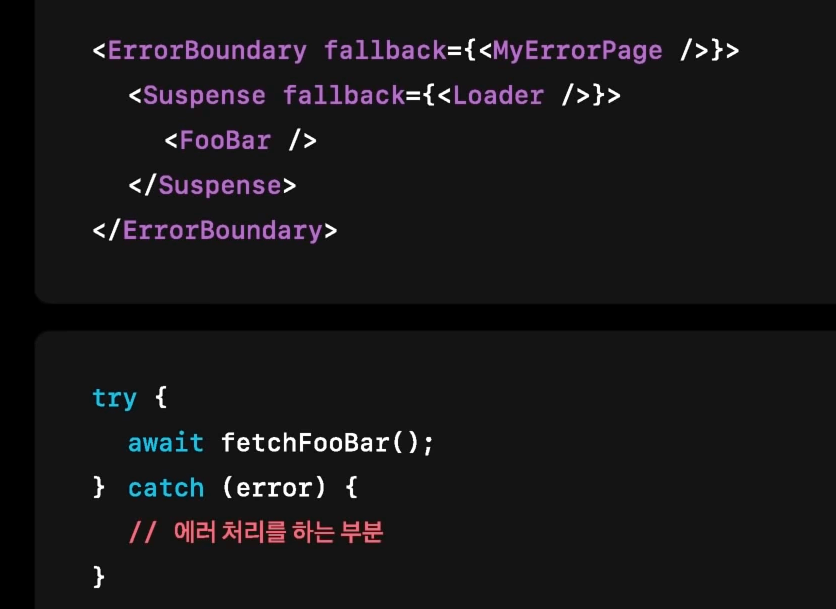 <ErrorBoundary fallback={<MyErrorPage />}>
<Suspense fallback={<Loader />}>
<FooBar />
</Suspense>
</ErrorBoundary>
try {
await fetchFooBar();
} catch (error) {
// 에러 처리를 하는 부분
}